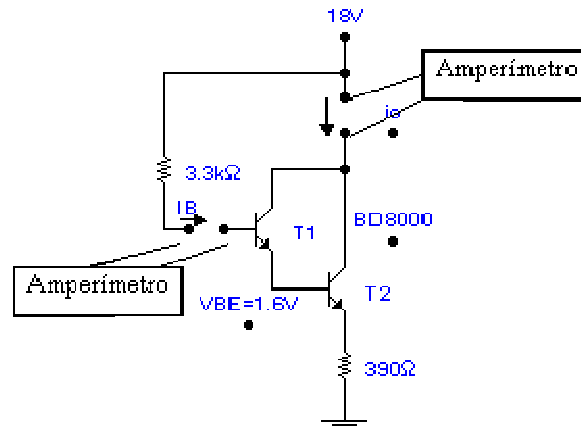 18V
Amperímetro
io
3.3kΩ
IB
T1
BD8000
Amperímetro
VBE=1.6V
T2
390Ω